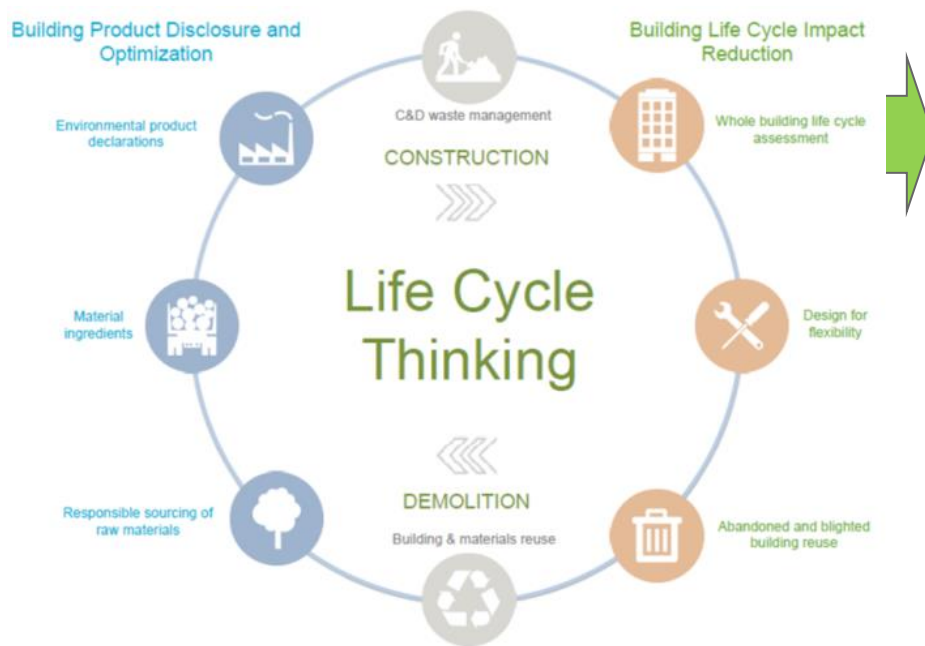 Building Product Disclosure and
Optimization
Building Life Cycle Impact
Reduction
C&D waste management
CONSTRUCTION
Environmental product
declarations
Whole building life cycle
assessment
Life Cycle
Thinking
Material
ingredients
Design for
flexibility
DEMOLITION
Building & materials reuse
Responsible sourcing of
raw materials
Abandoned and blighted
building reuse